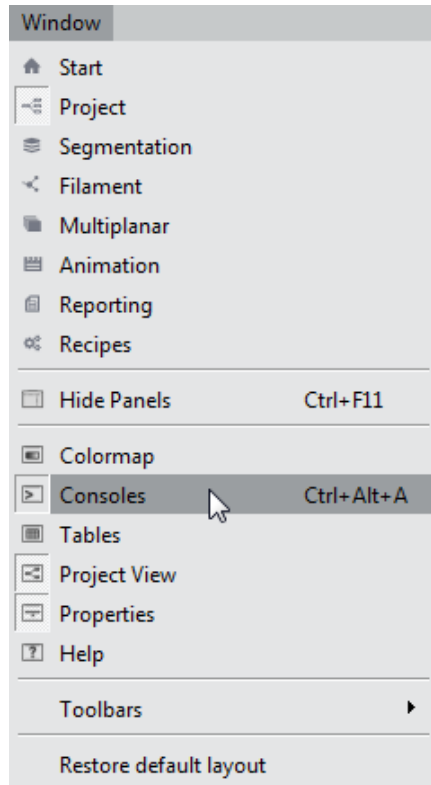 Window
Start
Project
Segmentation
Filament
Multiplanar
Animation
Reporting
Recipes
Hide Panels Ctrl+F11
Colormap
Consoles Ctrl+Alt+A
Tables
Project View
Properties
Help
Toolbars
Restore default layout